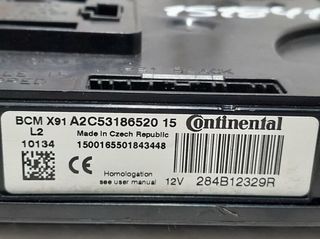 BCM X91 A2C53186520 15 Continental
L2 Made in Czech Republic
10134 1500165501843448
CE Homologation
see user manual 12V 284B12329R